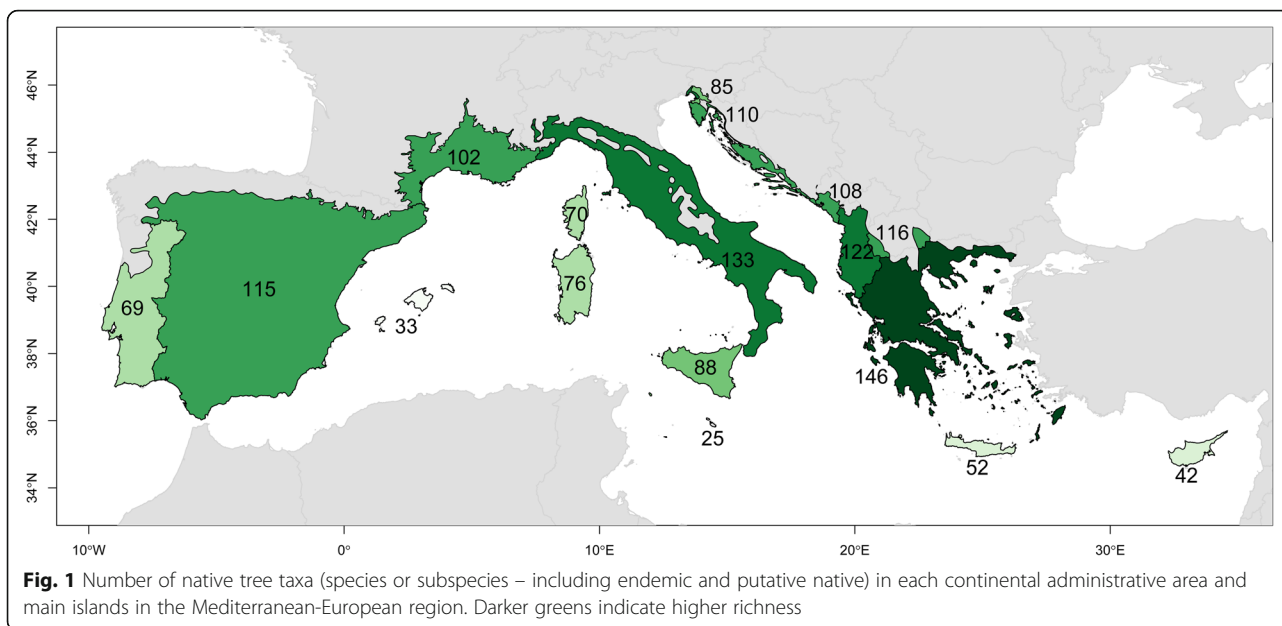 46°N
44°N
42°N
40°N
38°N
36°N
34°N
85
110
102
108
70
116
133
122
115
76
69
33
88
146
25
52
42
10°W 0° 10°E 20°E 30°E
Fig. 1 Number of native tree taxa (species or subspecies – including endemic and putative native) in each continental administrative area and
main islands in the Mediterranean-European region. Darker greens indicate higher richness